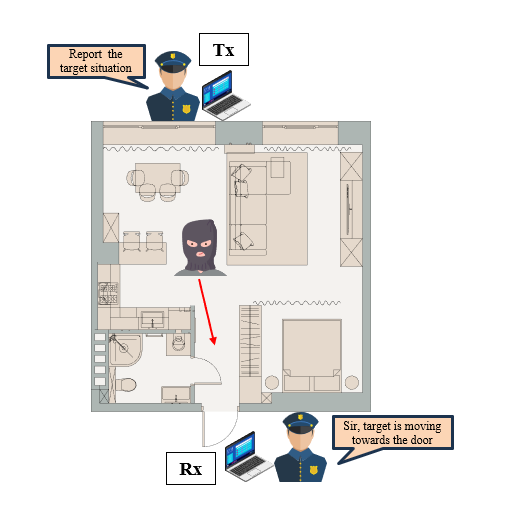 Tx
Report the
target situation
Sir, target is moving
towards the door
Rx